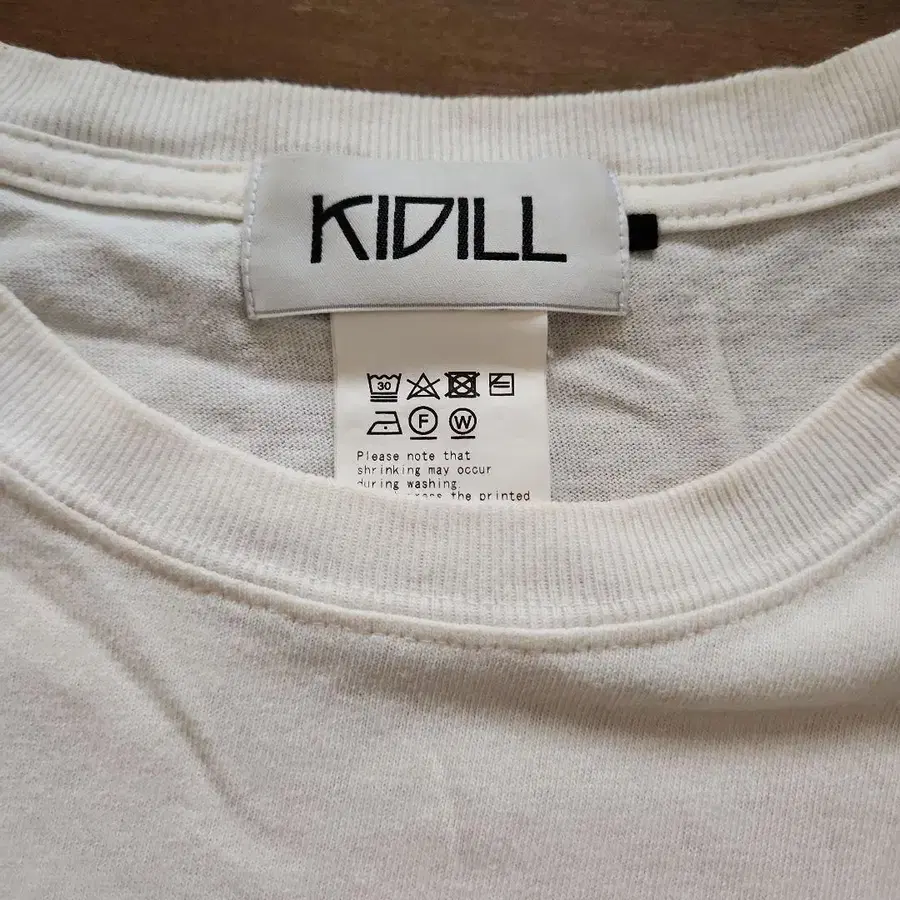 KIDILL
30
F
W
Please note that
shrinking may occur
during washing.
the printed